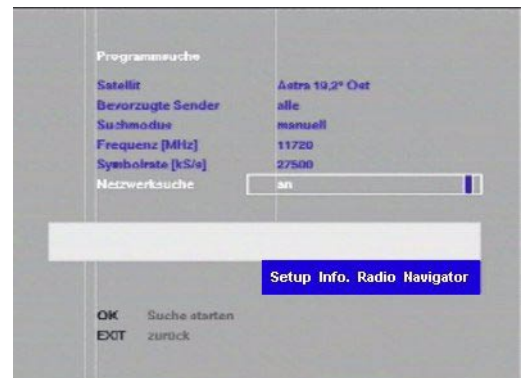 Programmsuche
Satellit Astra 19,2° Ost
Bevorzugte Sender alle
Suchmodus manuell
Frequenz [MHz] 11720
Symbolrate [kS/s] 27500
Netzwerksuche an
Setup Info. Radio Navigator
OK Suche starten
EXIT zurück